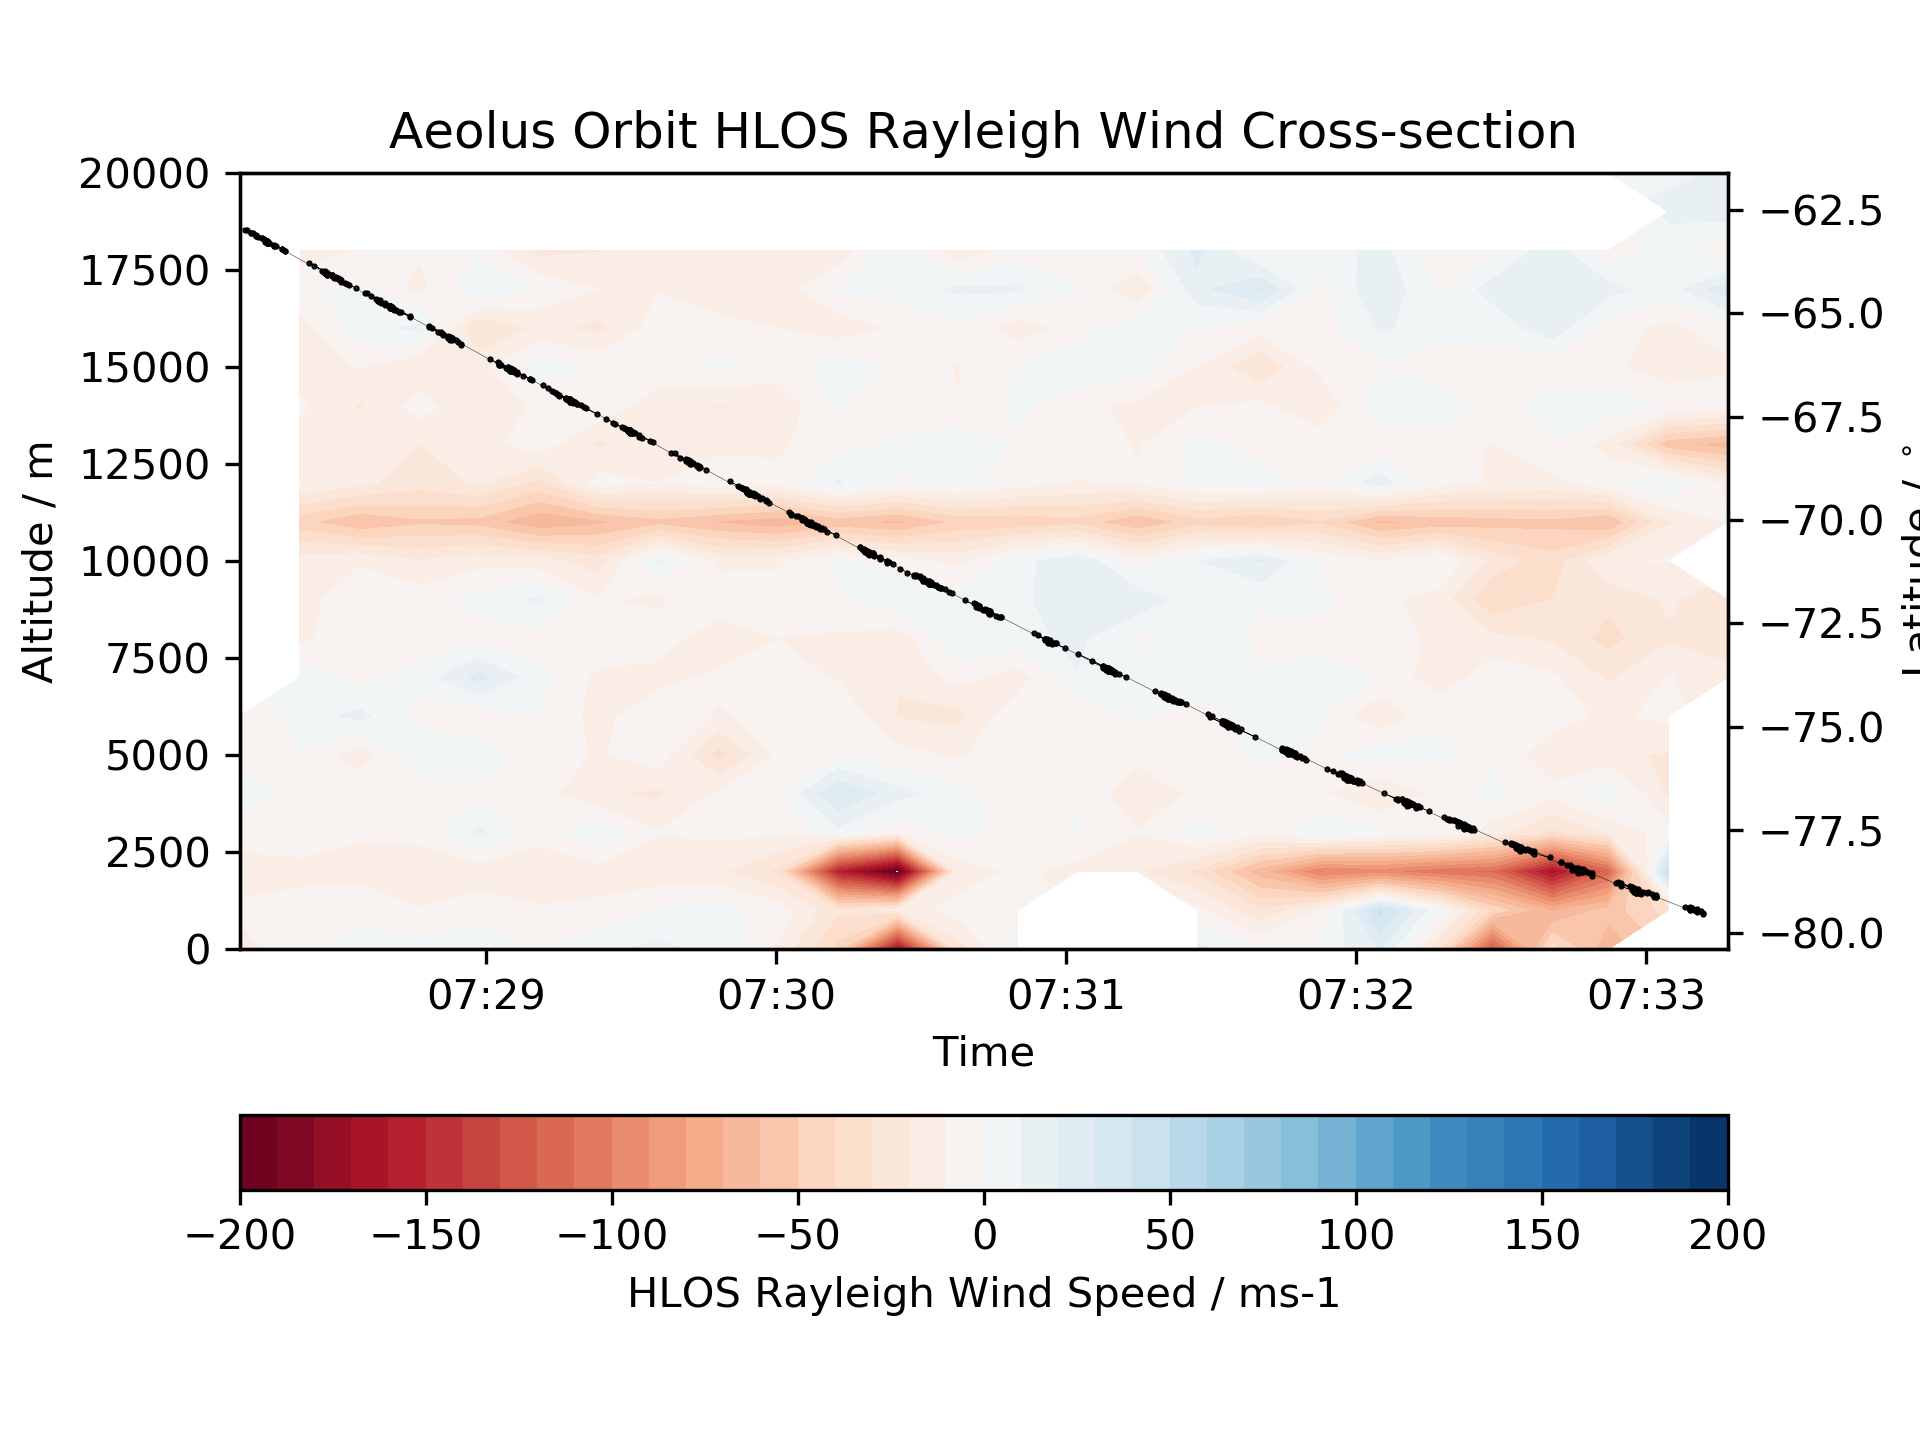 Aeolus Orbit HLOS Rayleigh Wind Cross-section
20000
17500
15000
12500
10000
7500
5000
2500
0
Altitude / m
−62.5
−65.0
−67.5
−70.0
−72.5
−75.0
−77.5
−80.0
Latitude / °
07:29 07:30 07:31 07:32 07:33
Time
−200 −150 −100 −50 0 50 100 150 200
HLOS Rayleigh Wind Speed / ms-1